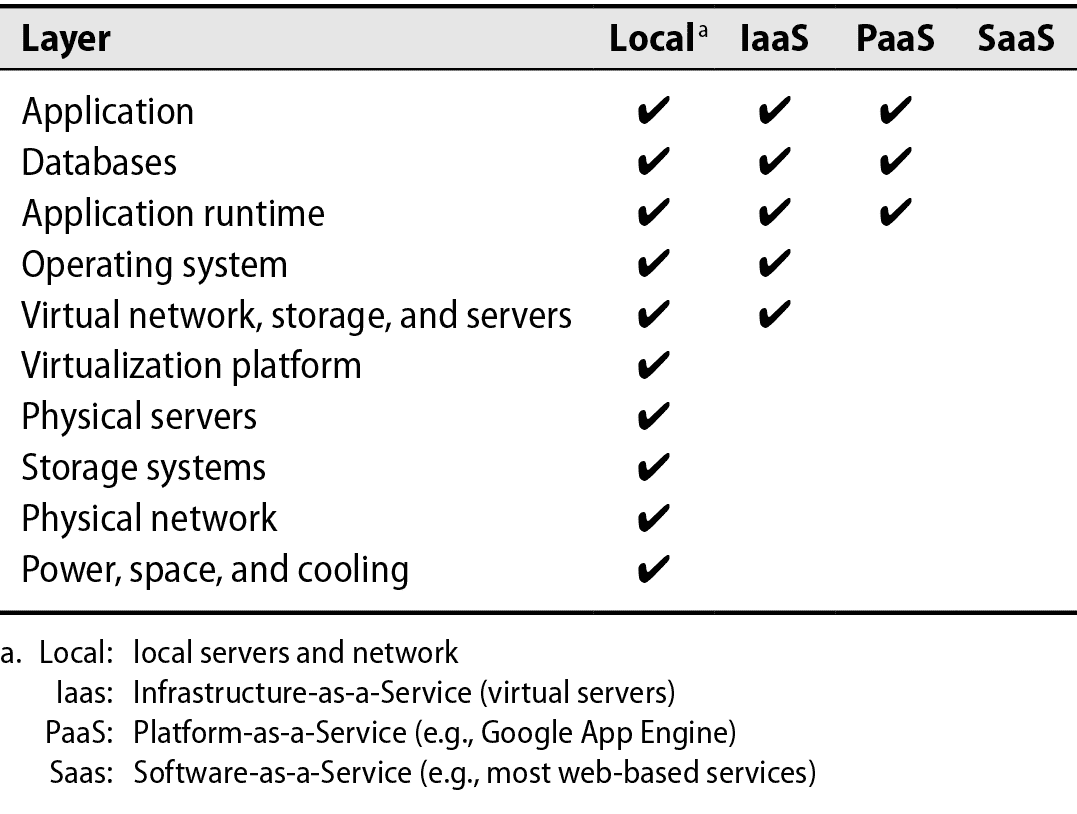 Layer Local a IaaS PaaS SaaS
Application ✔ ✔ ✔
Databases ✔ ✔ ✔
Application runtime ✔ ✔ ✔
Operating system ✔ ✔
Virtual network, storage, and servers ✔ ✔
Virtualization platform ✔
Physical servers ✔
Storage systems ✔
Physical network ✔
Power, space, and cooling ✔
a. Local: local servers and network
Iaas: Infrastructure-as-a-Service (virtual servers)
PaaS: Platform-as-a-Service (e.g., Google App Engine)
Saas: Software-as-a-Service (e.g., most web-based services)